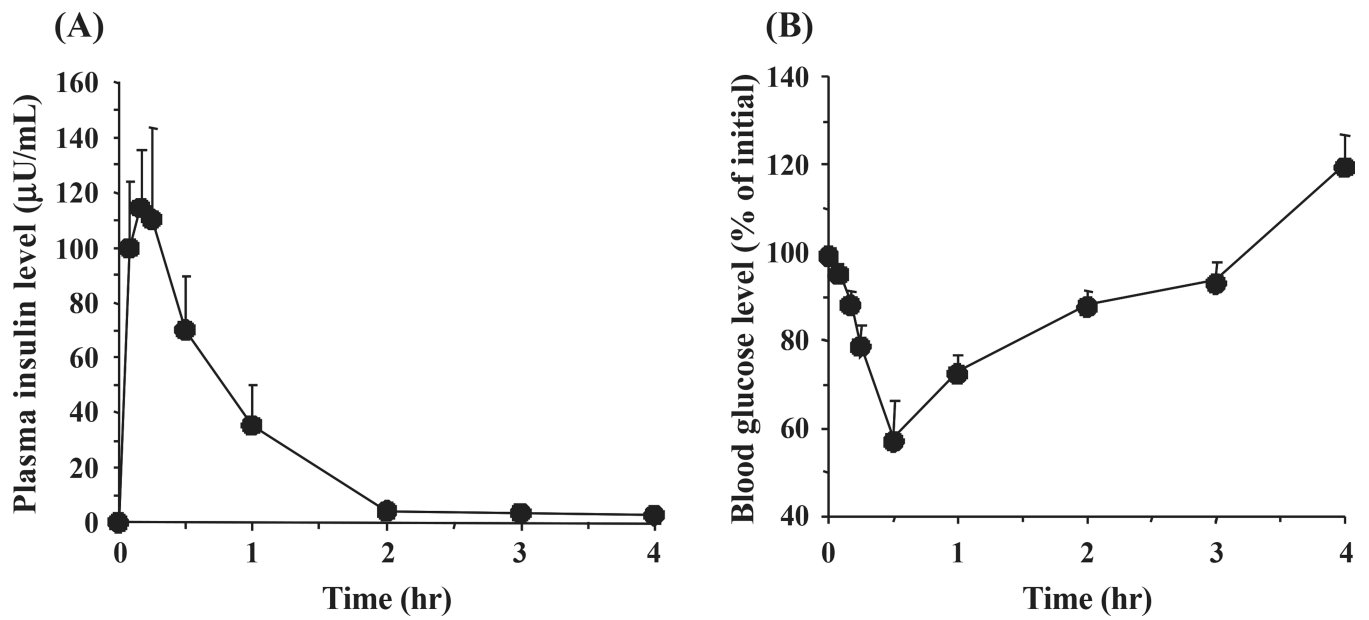 (A)
Plasma insulin level (μU/mL)
160
140
120
100
80
60
40
20
0
0 1 2 3 4
Time (hr)
(B)
Blood glucose level (% of initial)
140
120
100
80
60
40
0 1 2 3 4
Time (hr)